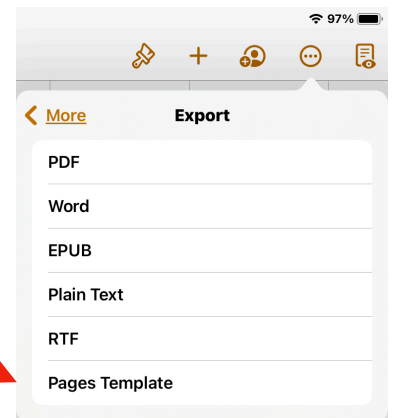 97%
More Export
PDF
Word
EPUB
Plain Text
RTF
Pages Template